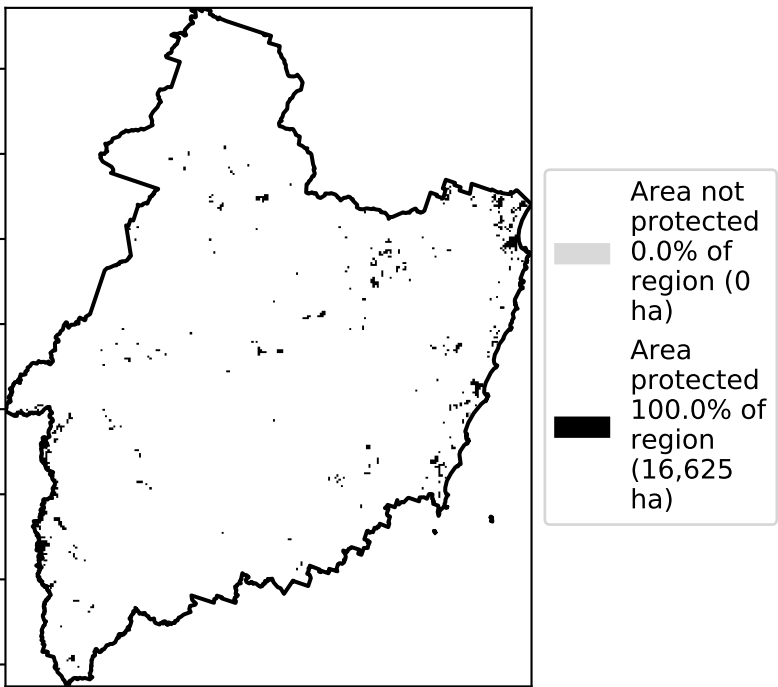 Area not
protected
0.0% of
region (0
ha)
Area
protected
100.0% of
region
(16,625
ha)